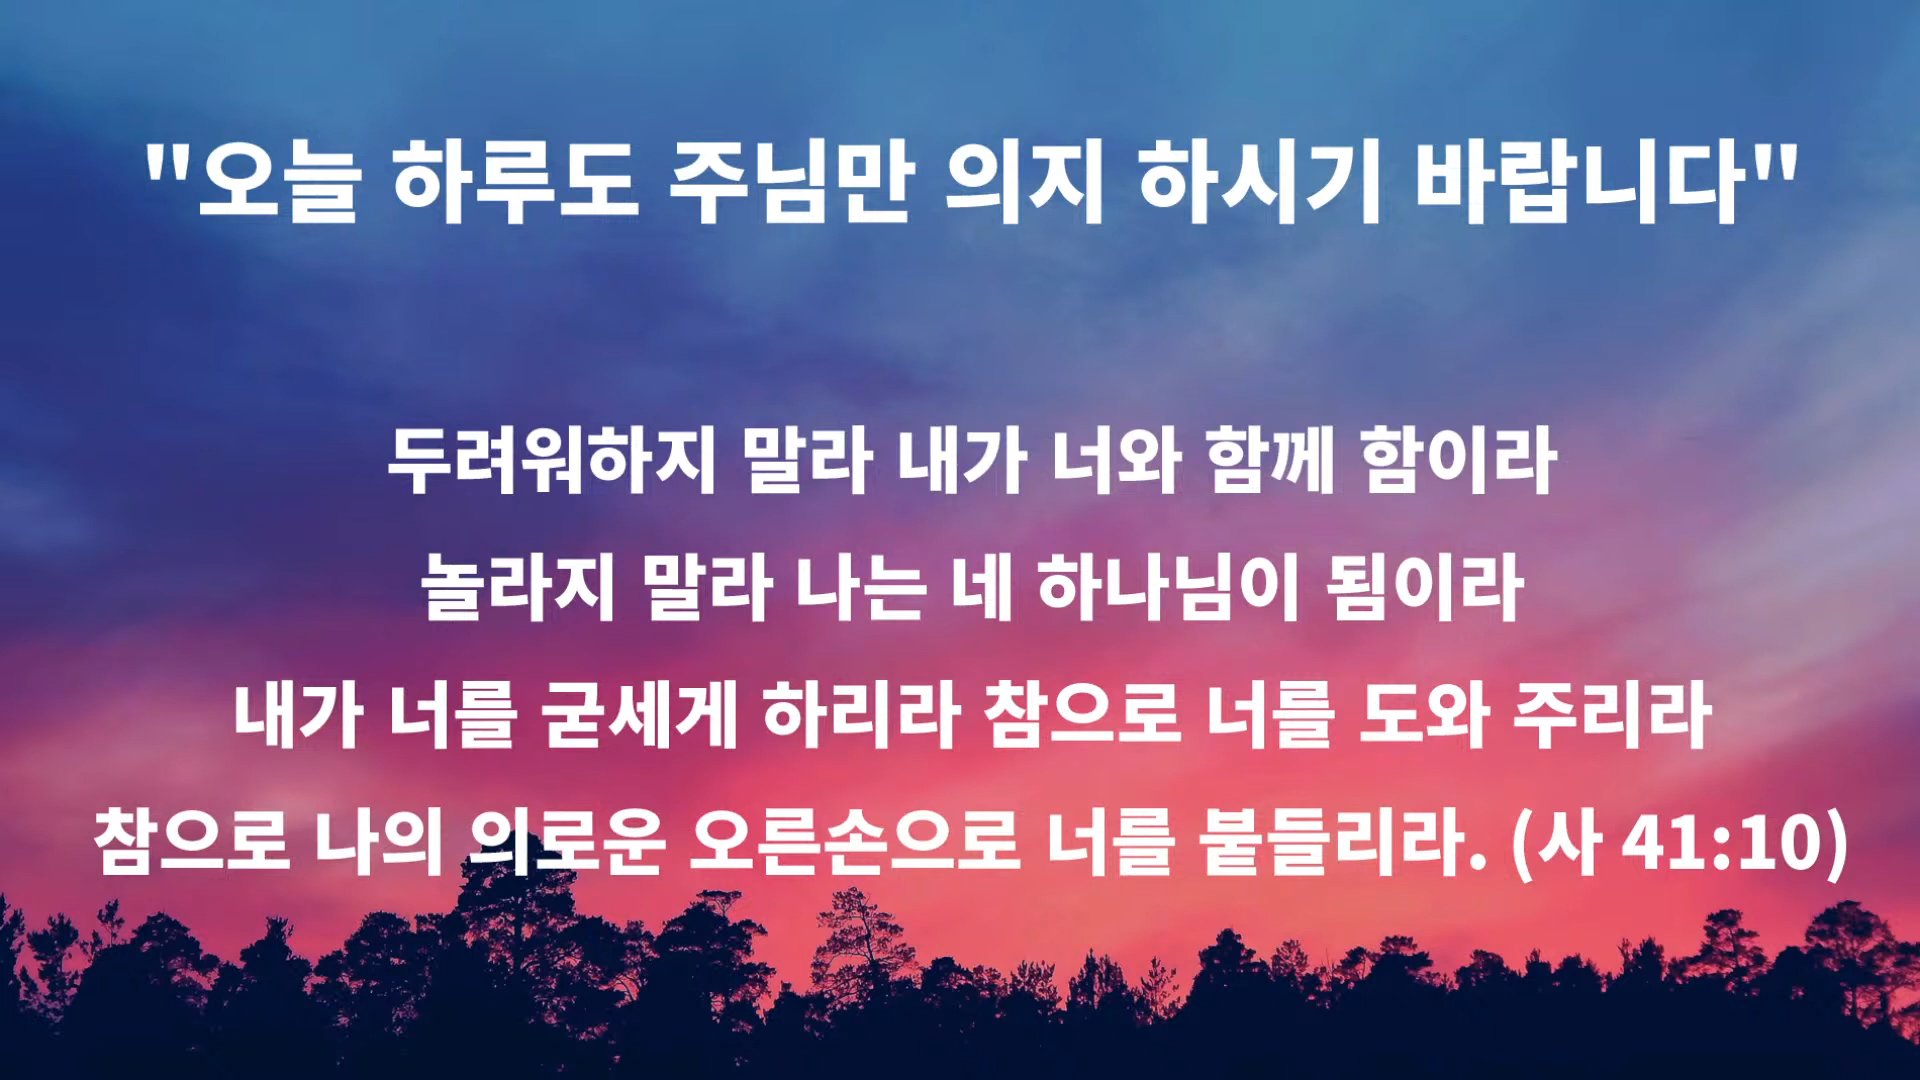 "오늘 하루도 주님만 의지 하시기 바랍니다"
두려워하지 말라 내가 너와 함께 함이라
놀라지 말라 나는 네 하나님이 됨이라
내가 너를 굳세게 하리라 참으로 너를 도와 주리라
참으로 나의 의로운 오른손으로 너를 붙들리라. (사 41:10)